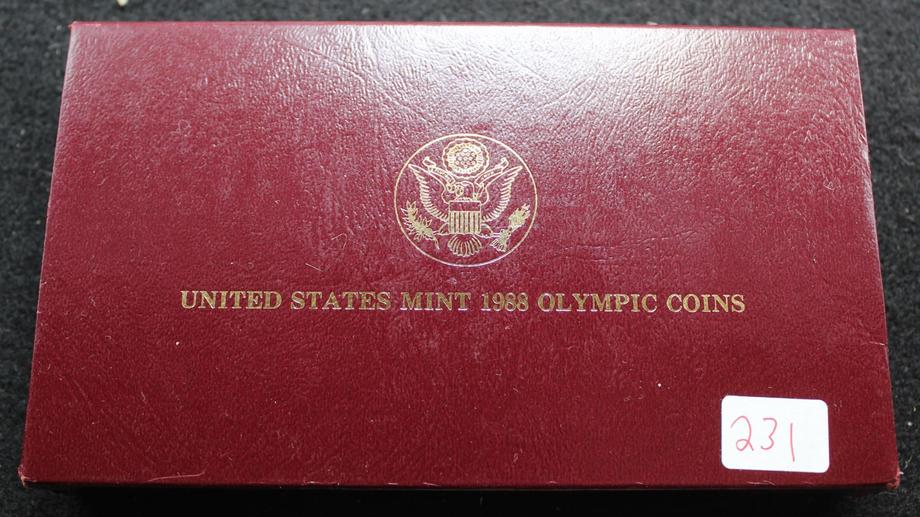 UNITED STATES MINT 1988 OLYMPIC COINS
231